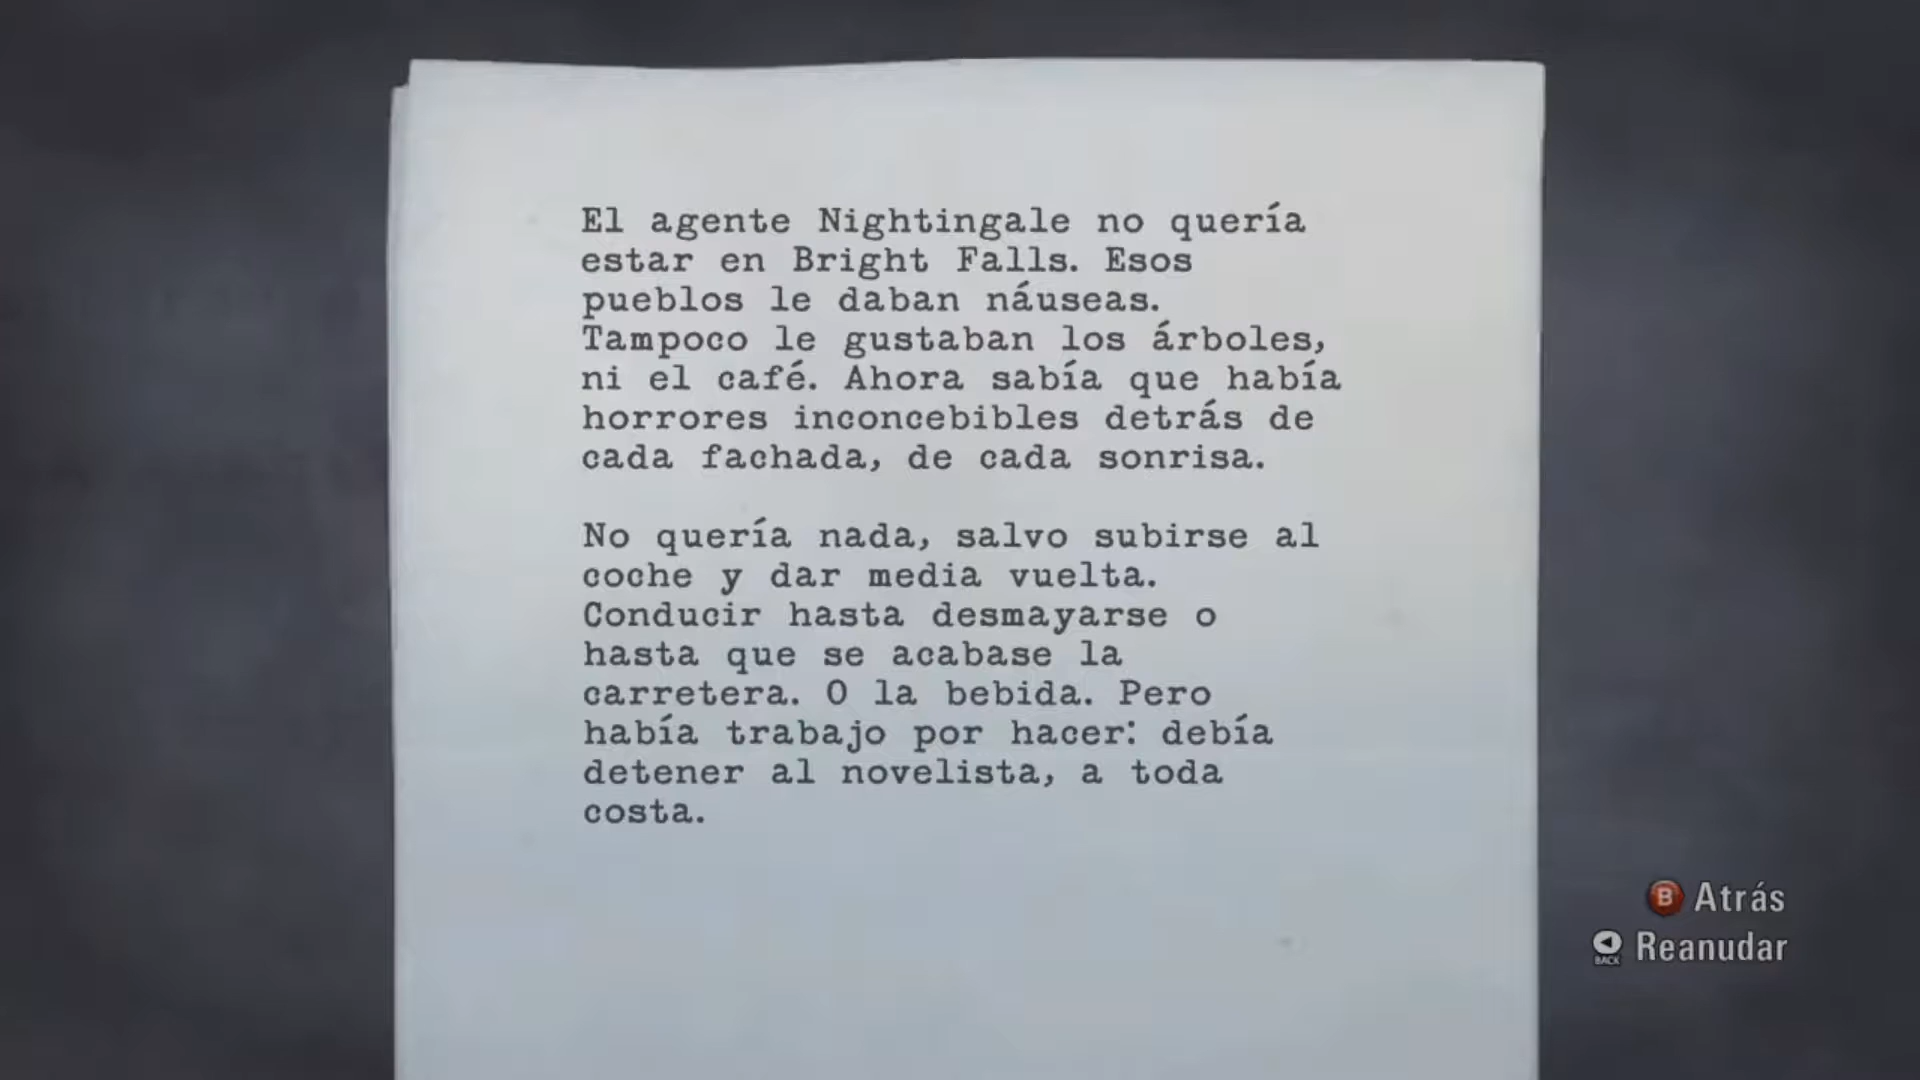 El agente Nightingale no quería
estar en Bright Falls. Esos
pueblos le daban náuseas.
Tampoco le gustaban los árboles,
ni el café. Ahora sabía que había
horrores inconcebibles detrás de
cada fachada, de cada sonrisa.
No quería nada, salvo subirse al
coche y dar media vuelta.
Conducir hasta desmayarse o
hasta que se acabase la
carretera. O la bebida. Pero
había trabajo por hacer: debía
detener al novelista, a toda
costa.
B Atrás
BACK Reanudar